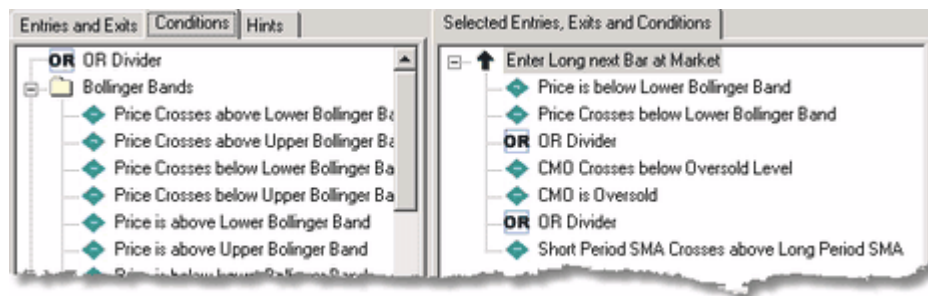 Entries and Exits Conditions Hints
OR OR Divider
Bollinger Bands
Price Crosses above Lower Bollinger Ba
Price Crosses above Upper Bollinger Ba
Price Crosses below Lower Bollinger Ba
Price Crosses below Upper Bollinger Ba
Price is above Lower Bollinger Band
Price is above Upper Bolinger Band
Selected Entries, Exits and Conditions
Enter Long next Bar at Market
Price is below Lower Bollinger Band
Price Crosses below Lower Bollinger Band
OR OR Divider
CMO Crosses below Oversold Level
CMO is Oversold
OR OR Divider
Short Period SMA Crosses above Long Period SMA